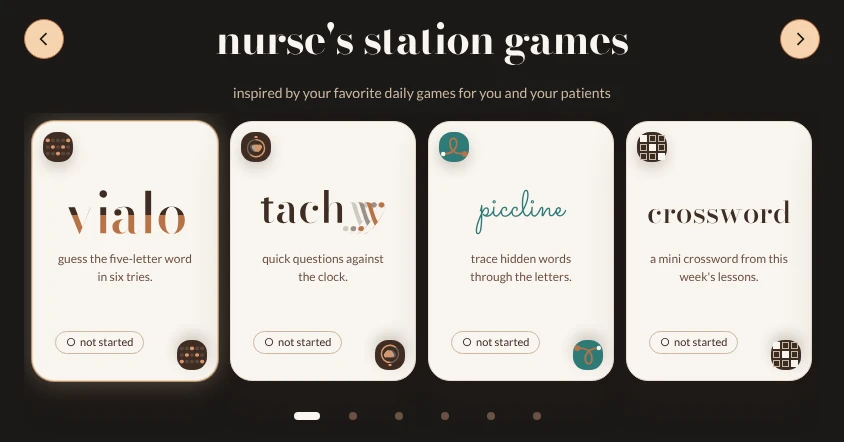 nurse's station games
inspired by your favorite daily games for you and your patients
vialo
guess the five-letter word
in six tries.
not started
tachy
quick questions against
the clock.
not started
piccline
trace hidden words
through the letters.
not started
crossword
a mini crossword from this
week's lessons.
not started